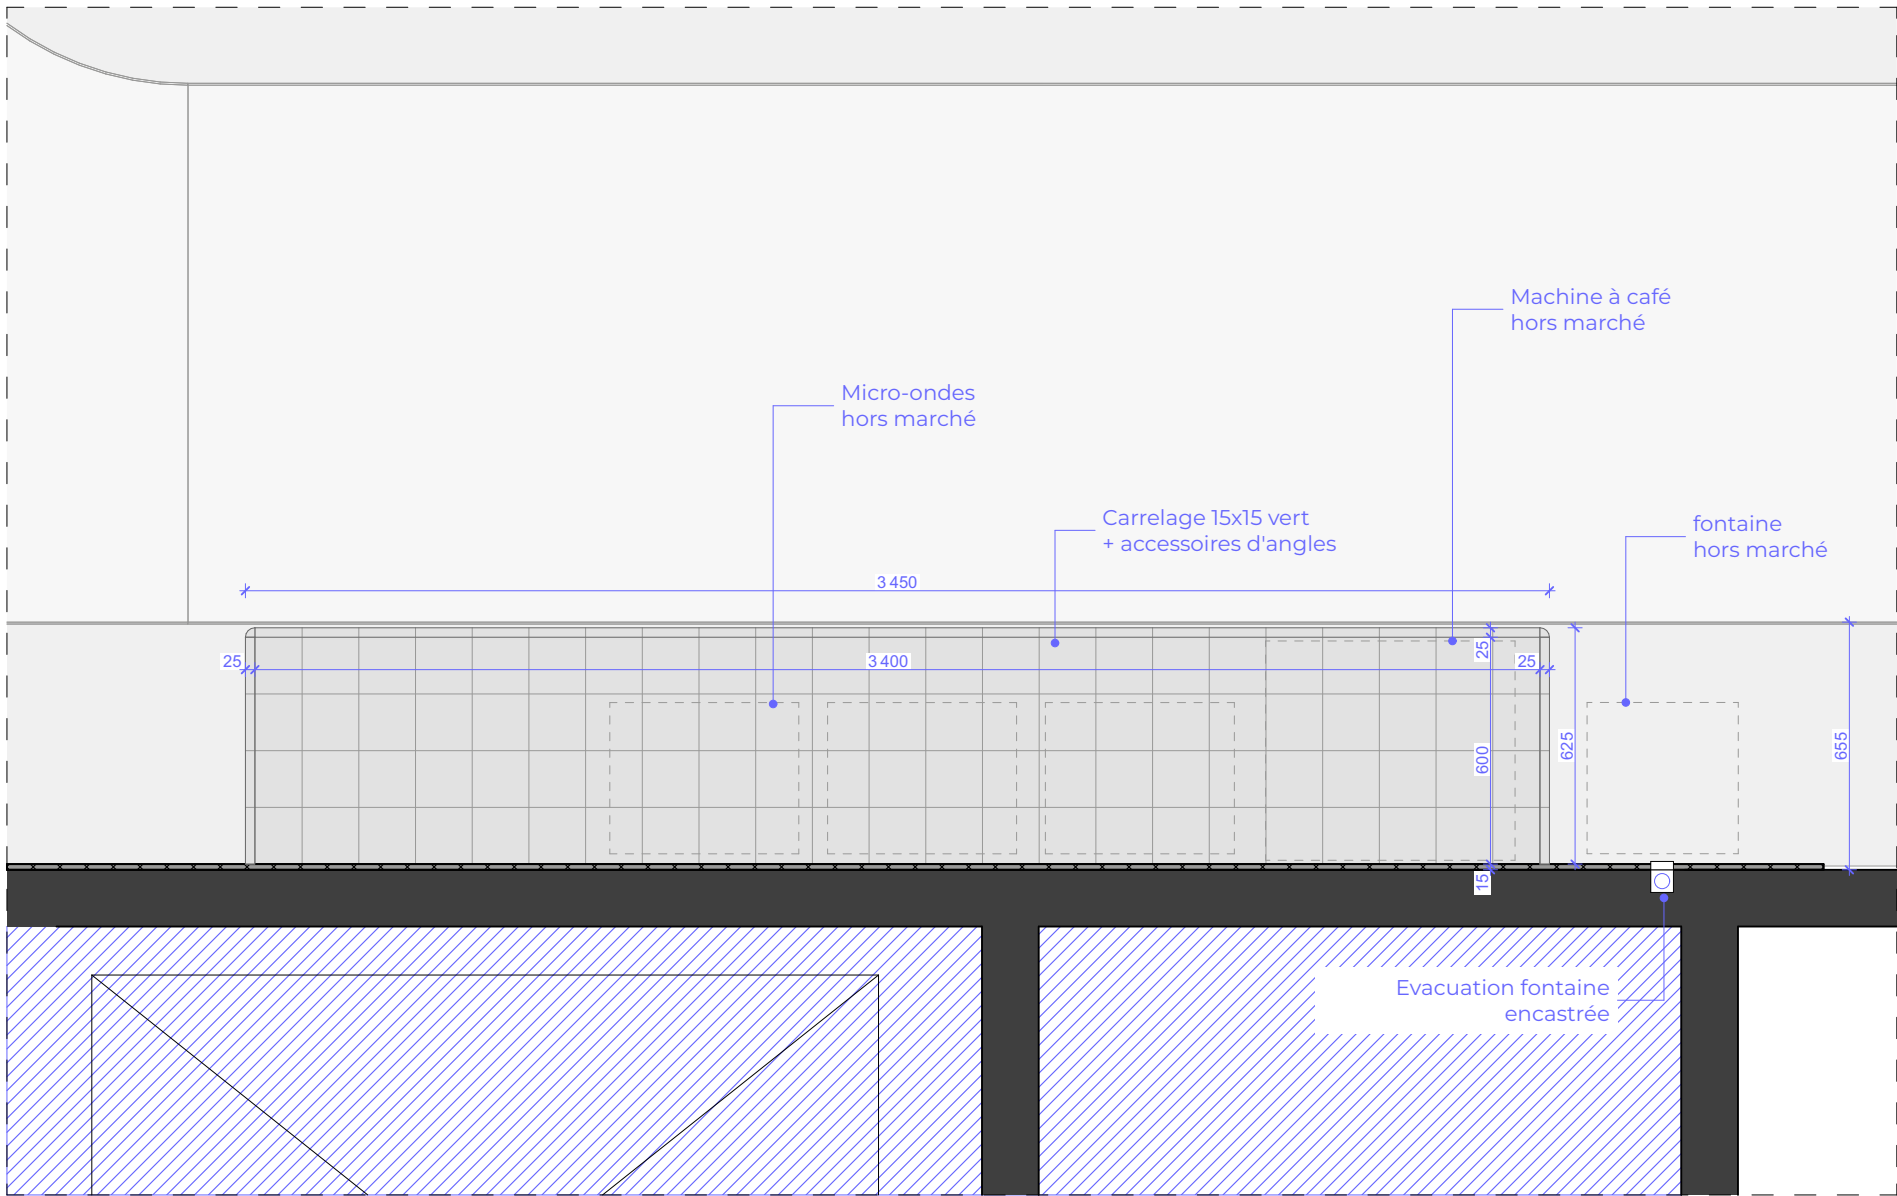 Machine à café
hors marché
Micro-ondes
hors marché
Carrelage 15x15 vert
+ accessoires d'angles
fontaine
hors marché
3 450
25
3 400
25
25
600
625
655
15
Evacuation fontaine
encastrée